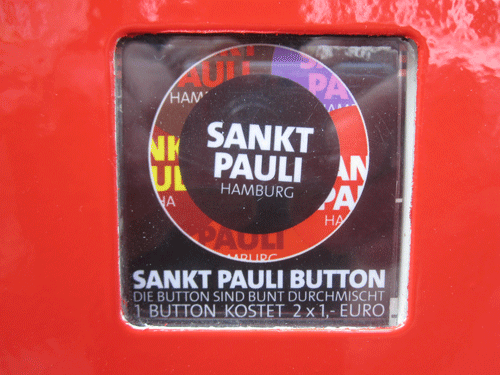 SANKT
PAULI
HAMBURG
SANKT PAULI BUTTON
DIE BUTTON SIND BUNT DURCHMISCHT
1 BUTTON KOSTET 2 x 1,- EURO